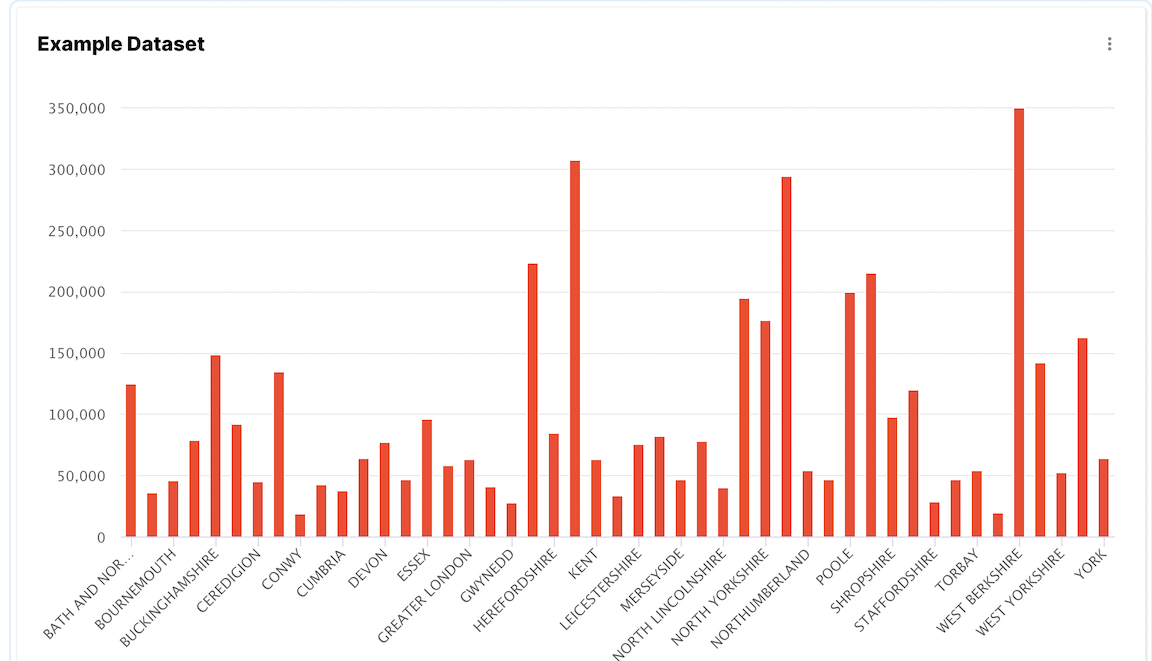 Example Dataset
350,000
300,000
250,000
200,000
150,000
100,000
50,000
0
BATH AND NOR...
BOURNEMOUTH
BUCKINGHAMSHIRE
CEREDIGION
CONWY
CUMBRIA
DEVON
ESSEX
GREATER LONDON
GWYNEDD
HEREFORDSHIRE
KENT
LEICESTERSHIRE
MERSEYSIDE
NORTH LINCOLNSHIRE
NORTH YORKSHIRE
NORTHUMBERLAND
POOLE
SHROPSHIRE
STAFFORDSHIRE
TORBAY
WEST BERKSHIRE
WEST YORKSHIRE
YORK